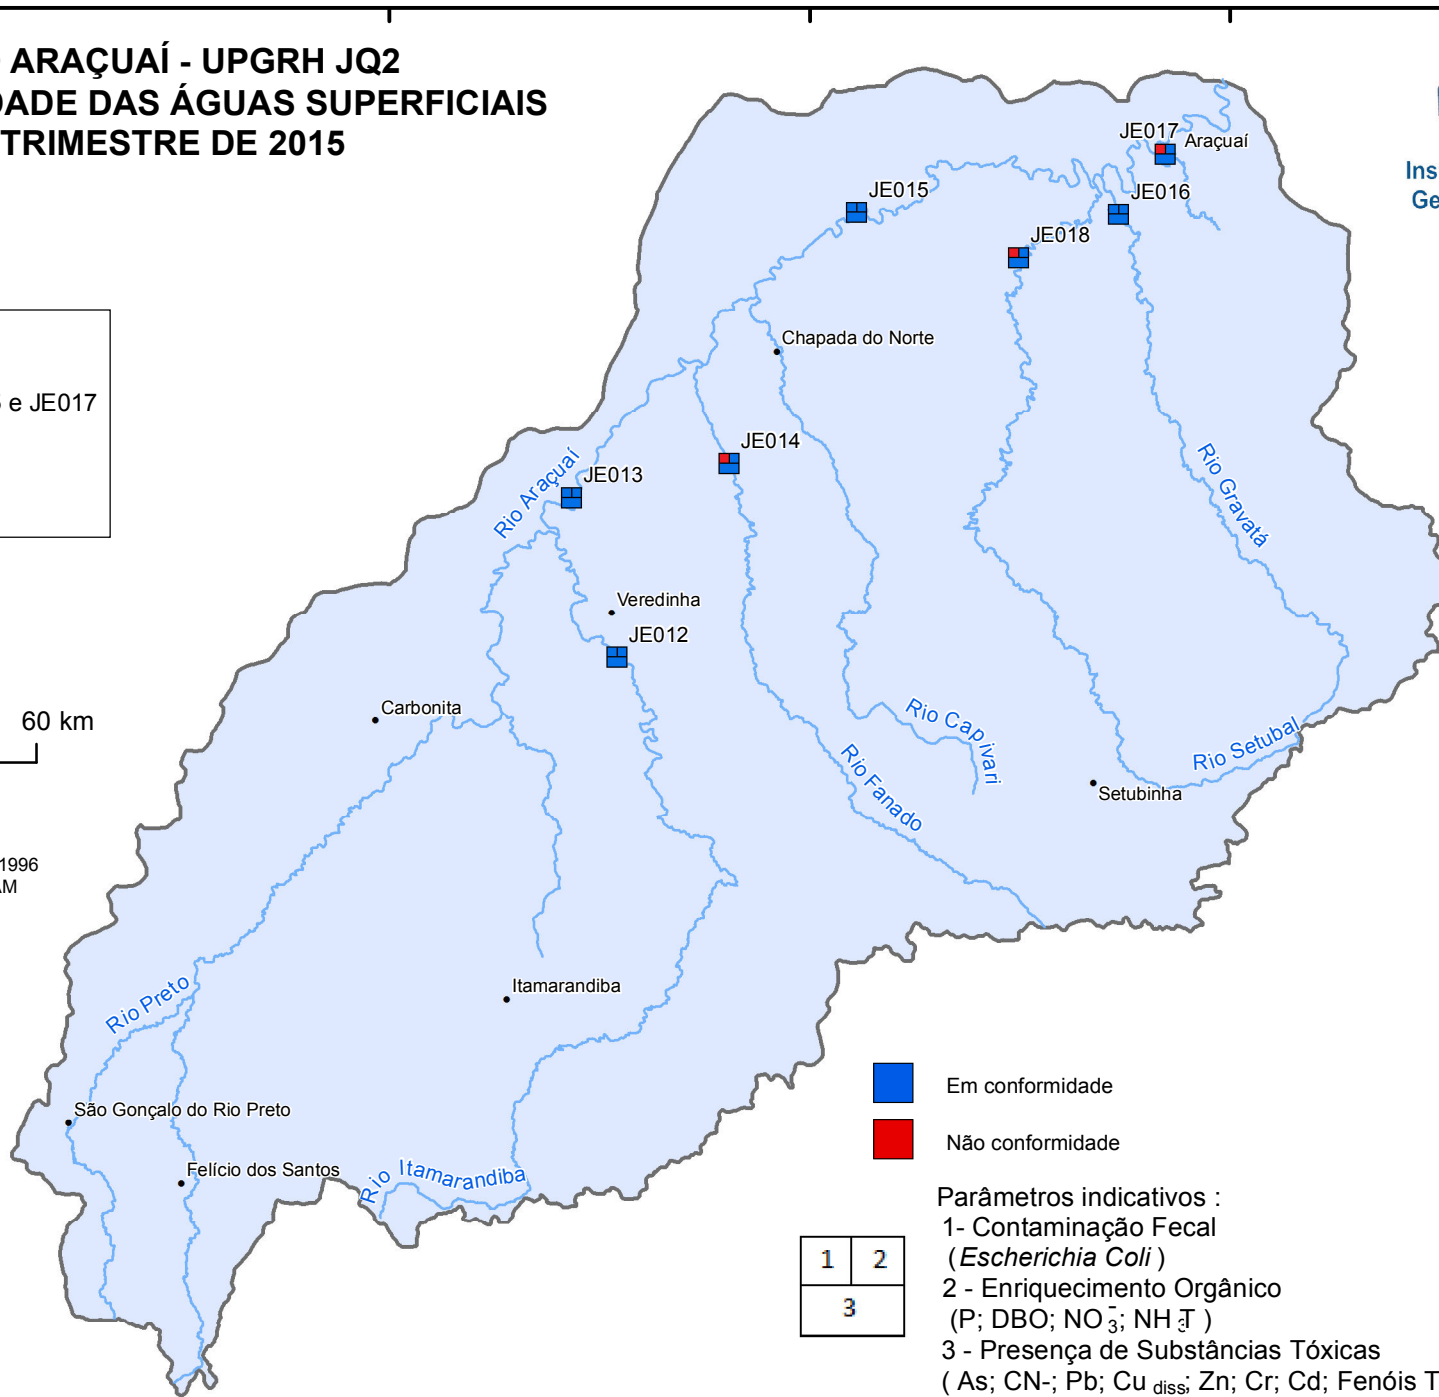 ARAÇUAÍ - UPGRH JQ2
DADE DAS ÁGUAS SUPERFICIAIS
TRIMESTRE DE 2015
Ins
Ge
JE017
Araçuaí
JE015
JE016
JE018
Chapada do Norte
e JE017
JE014
Rio Araçuaí
JE013
Rio Gravatá
Veredinha
JE012
Carbonita
60 km
Rio Capivari
Rio Setubal
Rio Fanado
Setubinha
1996
AM
Itamarandiba
Rio Preto
São Gonçalo do Rio Preto
Felício dos Santos
Rio Itamarandiba
Em conformidade
Não conformidade
Parâmetros indicativos :
1- Contaminação Fecal
(Escherichia Coli )
1 2
3
2 - Enriquecimento Orgânico
(P; DBO; NO3-; NH3T )
3 - Presença de Substâncias Tóxicas
( As; CN-; Pb; Cu diss; Zn; Cr; Cd; Fenóis T